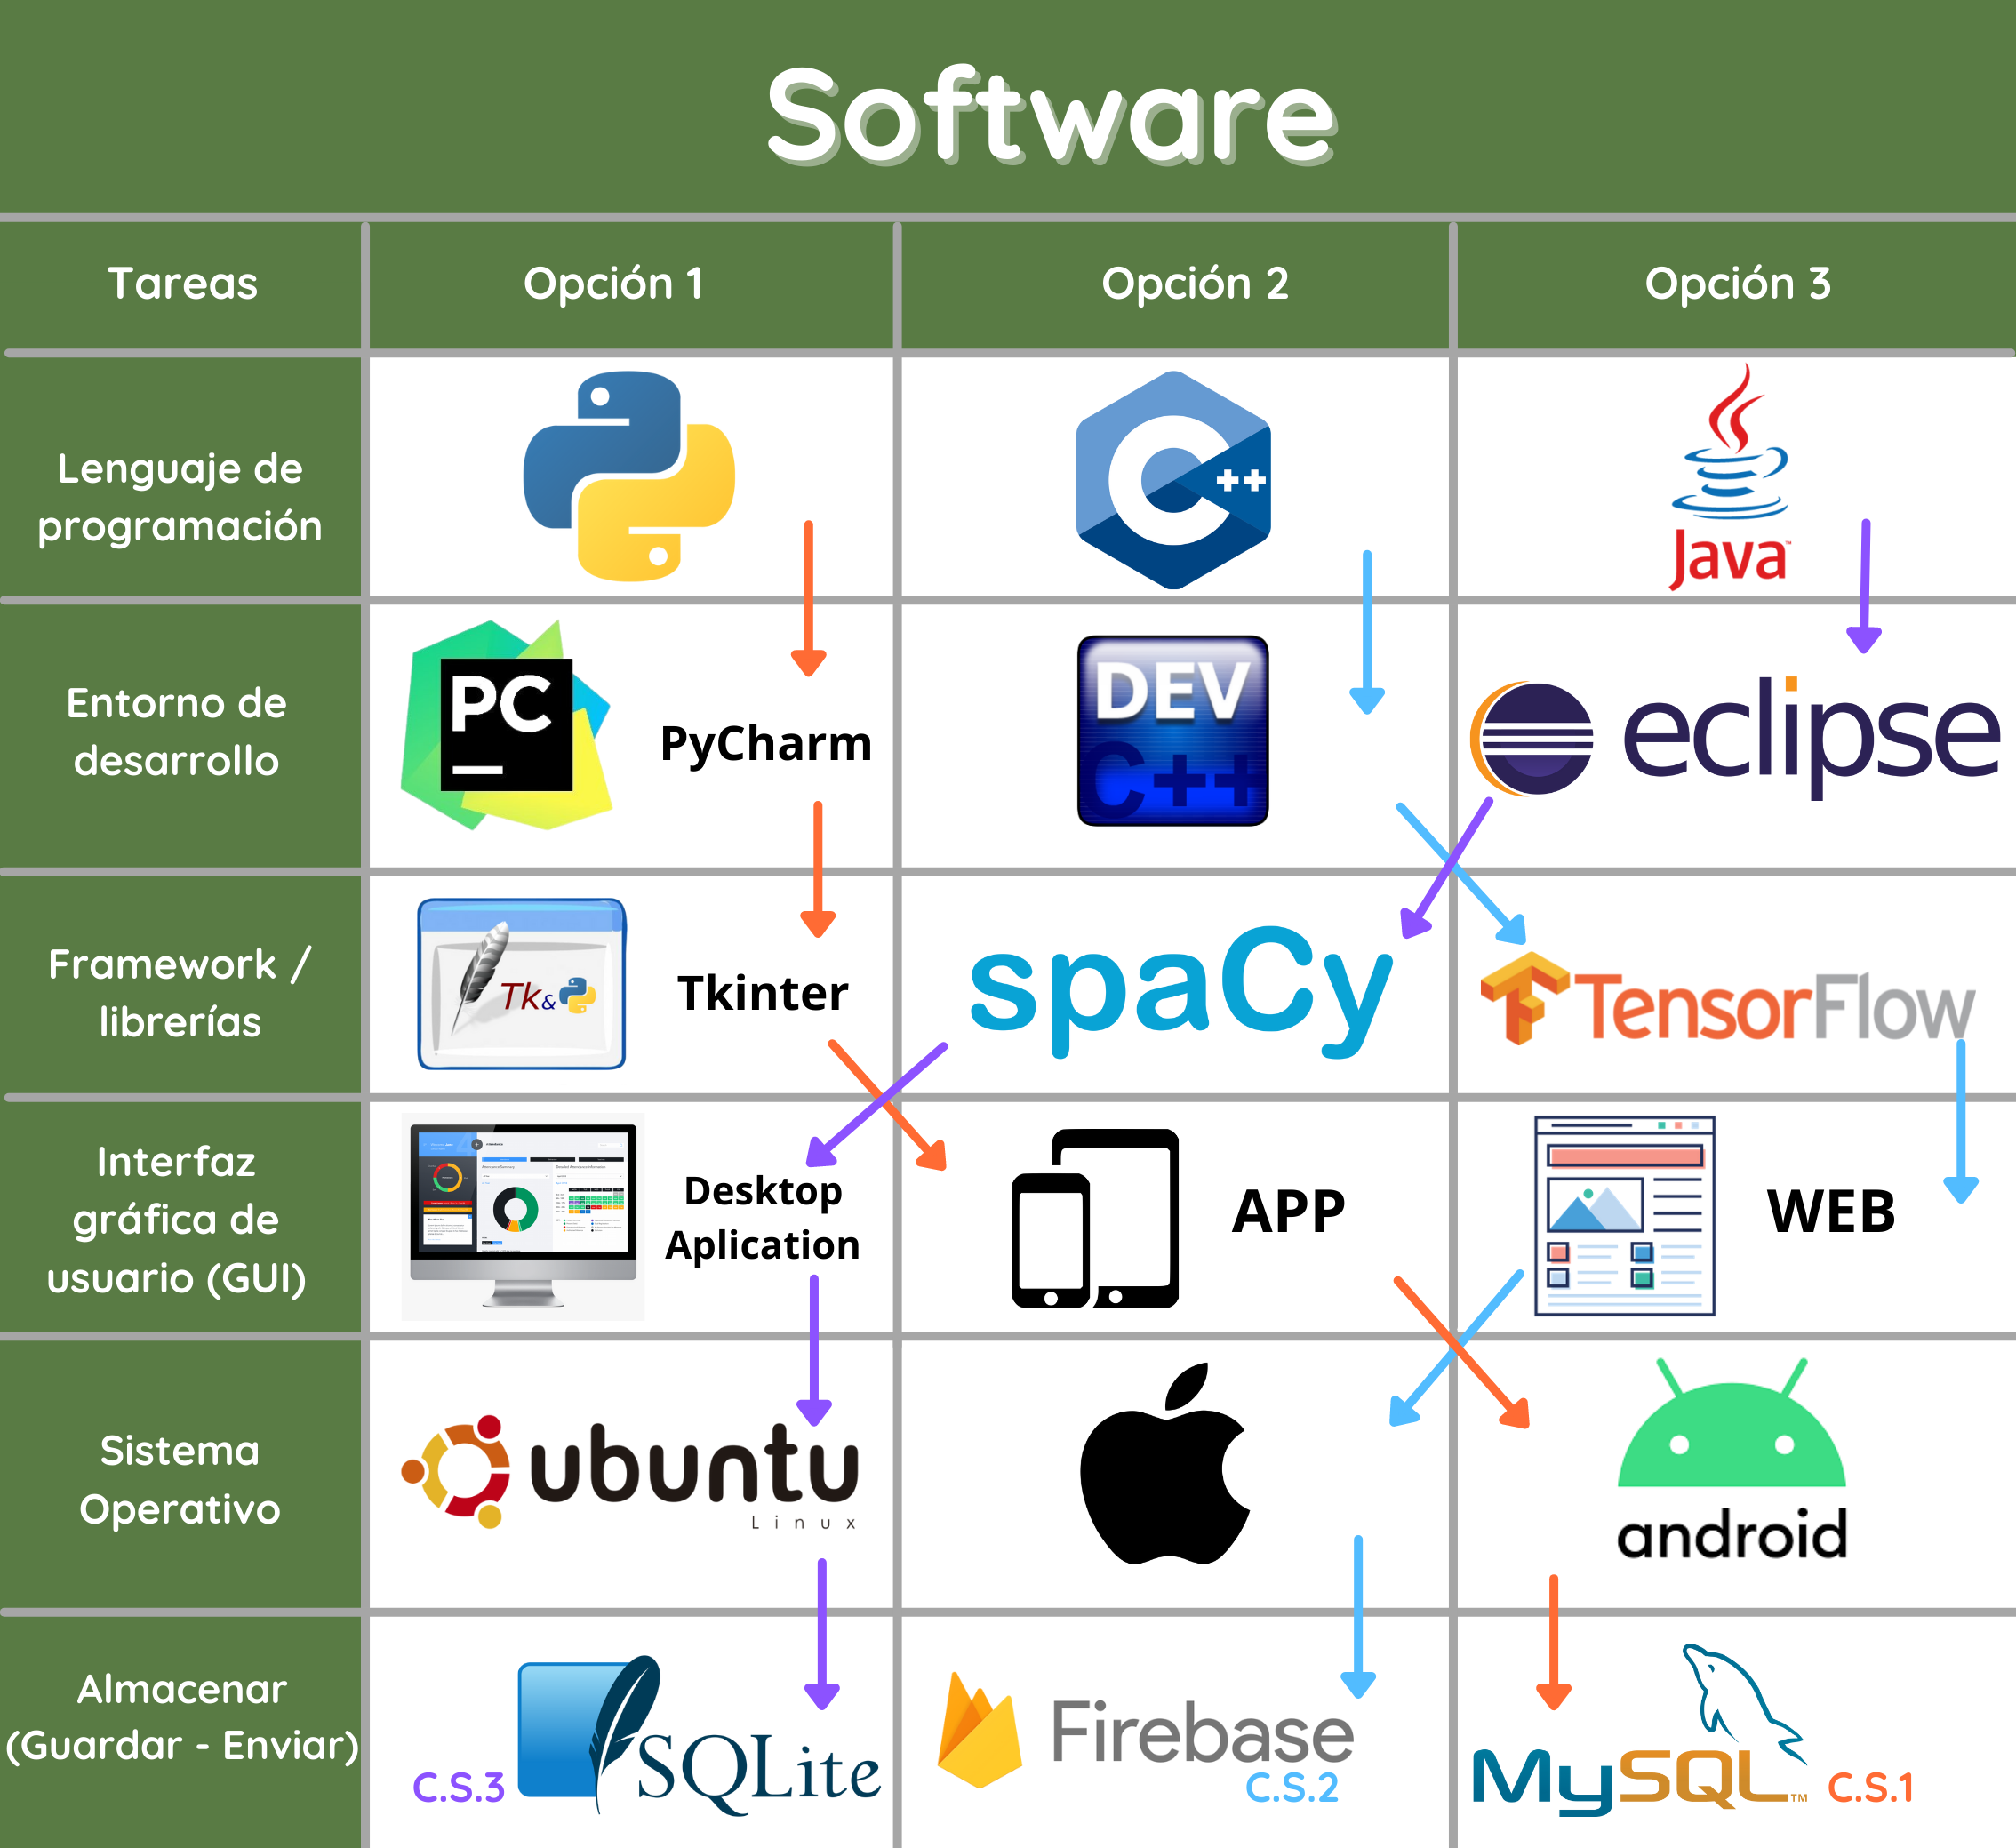 Software
Tareas
Opción 1
Opción 2
Opción 3
Lenguaje de
programación
++
Java™
Entorno de
desarrollo
PC
PyCharm
DEV
C++
eclipse
Framework /
librerías
Tk&
Tkinter
spaCy
TensorFlow
Interfaz
gráfica de
usuario (GUI)
Desktop
Aplication
APP
WEB
Sistema
Operativo
ubuntu
Linux
android
Almacenar
(Guardar - Enviar)
C.S.3
SQLite
Firebase
C.S.2
MySQL™
C.S.1